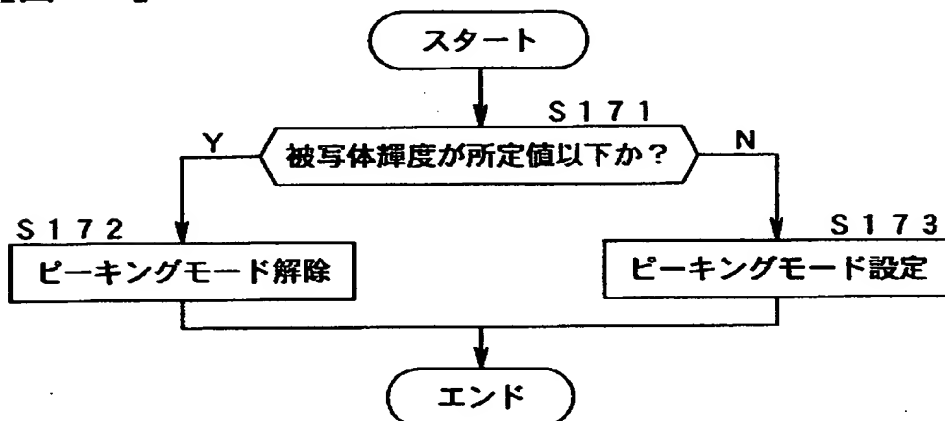 スタート
S171
Y
被写体輝度が所定値以下か?
N
S172
ピーキングモード解除
S173
ピーキングモード設定
エンド